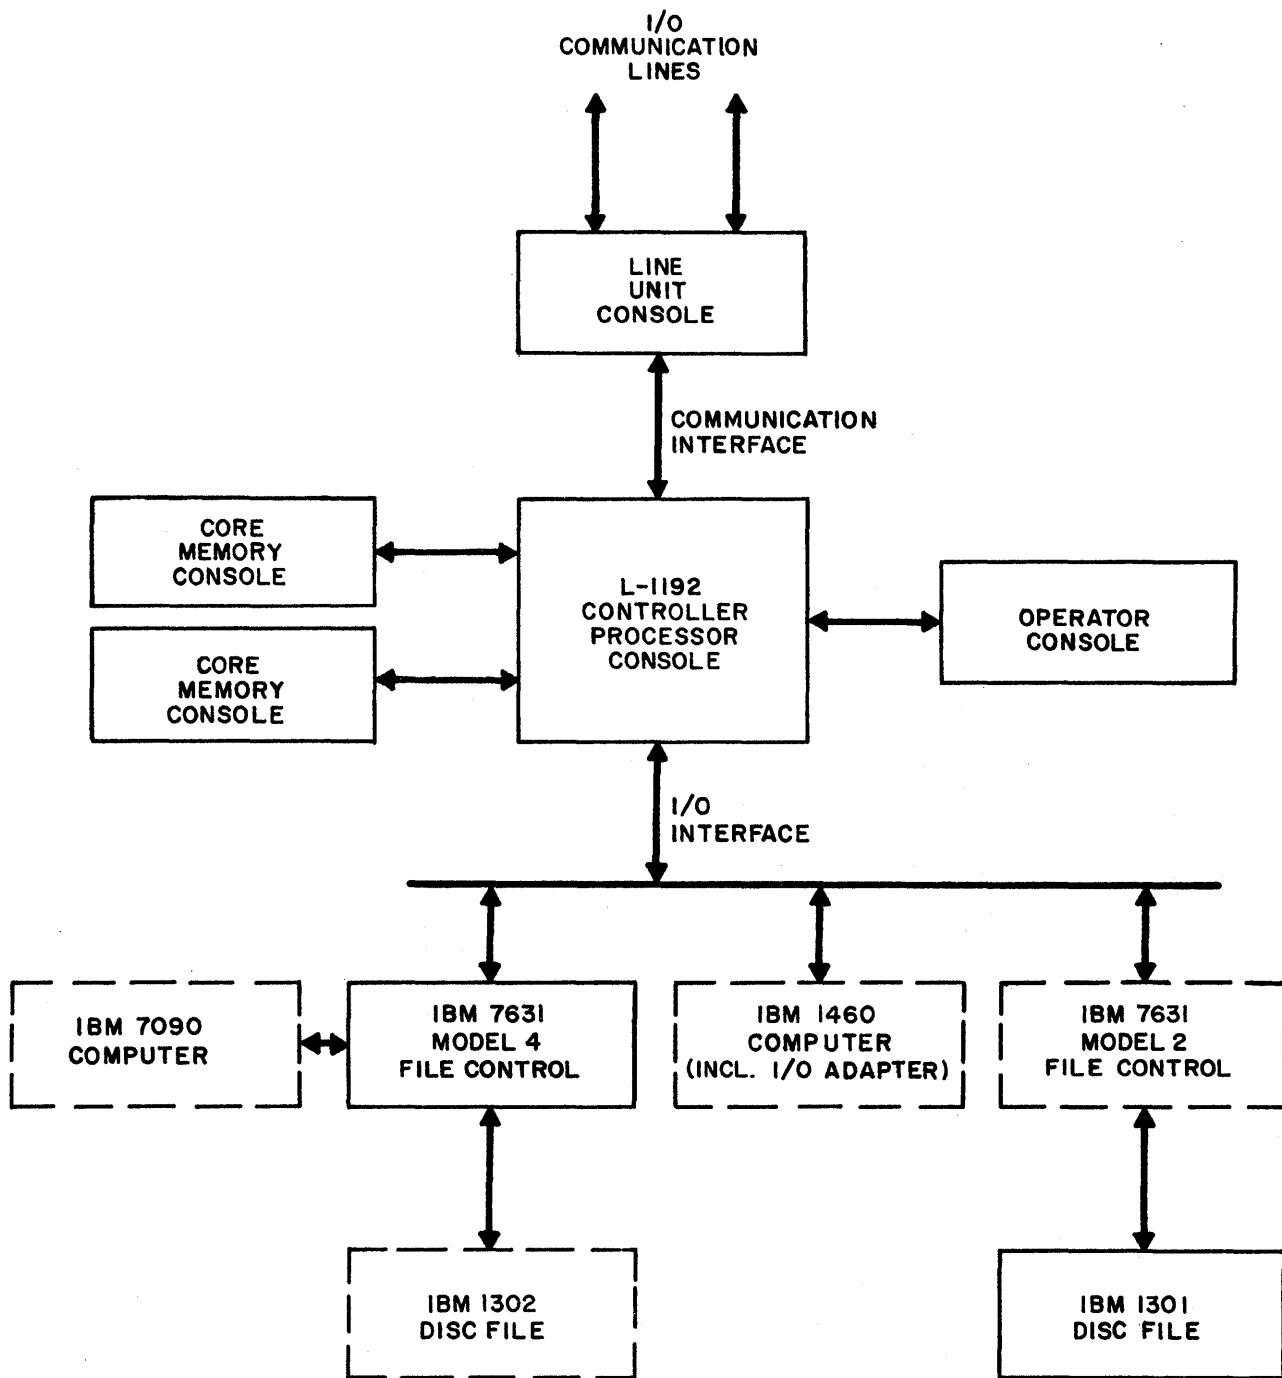 I/O
COMMUNICATION
LINES
LINE
UNIT
CONSOLE
COMMUNICATION
INTERFACE
CORE
MEMORY
CONSOLE
L-1192
CONTROLLER
PROCESSOR
CONSOLE
OPERATOR
CONSOLE
CORE
MEMORY
CONSOLE
I/O
INTERFACE
IBM 7090
COMPUTER
IBM 7631
MODEL 4
FILE CONTROL
IBM 1460
COMPUTER
(INCL. I/O ADAPTER)
IBM 7631
MODEL 2
FILE CONTROL
IBM 1302
DISC FILE
IBM 1301
DISC FILE